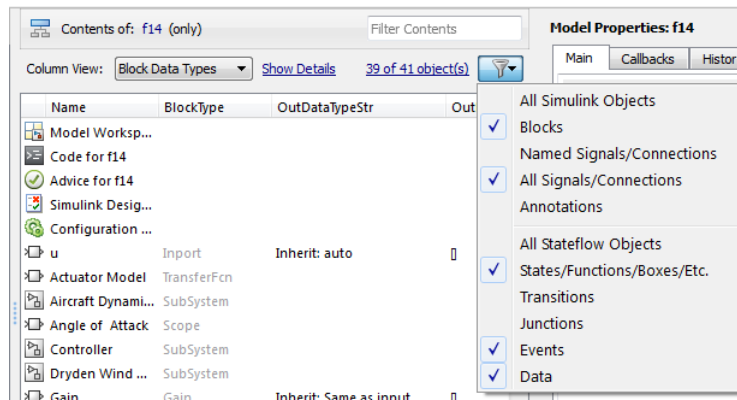 Contents of: f14 (only)
Filter Contents
Model Properties: f14
Column View: Block Data Types Show Details 39 of 41 object(s)
Main Callbacks Histor
Name BlockType OutDataTypeStr Out
Model Worksp...
Code for f14
Advice for f14
Simulink Desig...
Configuration ...
u Inport Inherit: auto []
Actuator Model TransferFcn
Aircraft Dynami... SubSystem
Angle of Attack Scope
Controller SubSystem
Dryden Wind ... SubSystem
Gain Gain Inherit: Same as input []
All Simulink Objects
Blocks
Named Signals/Connections
All Signals/Connections
Annotations
All Stateflow Objects
States/Functions/Boxes/Etc.
Transitions
Junctions
Events
Data